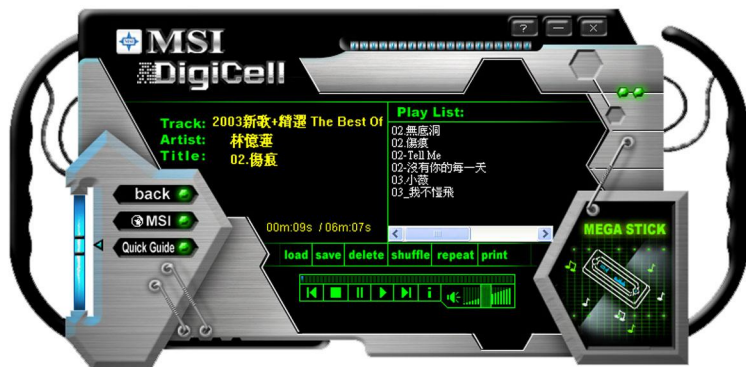 MSI
DigiCell
? — X
Track: 2003新歌+精選 The Best Of
Artist: 林憶蓮
Title: 02.傷痕
Play List:
02.無底洞
02.傷痕
02-Tell Me
02-沒有你的每一天
03.小薇
03_我不懂飛
00m:09s / 06m:07s
back
MSI
Quick Guide
load save delete shuffle repeat print
i
MEGA STICK